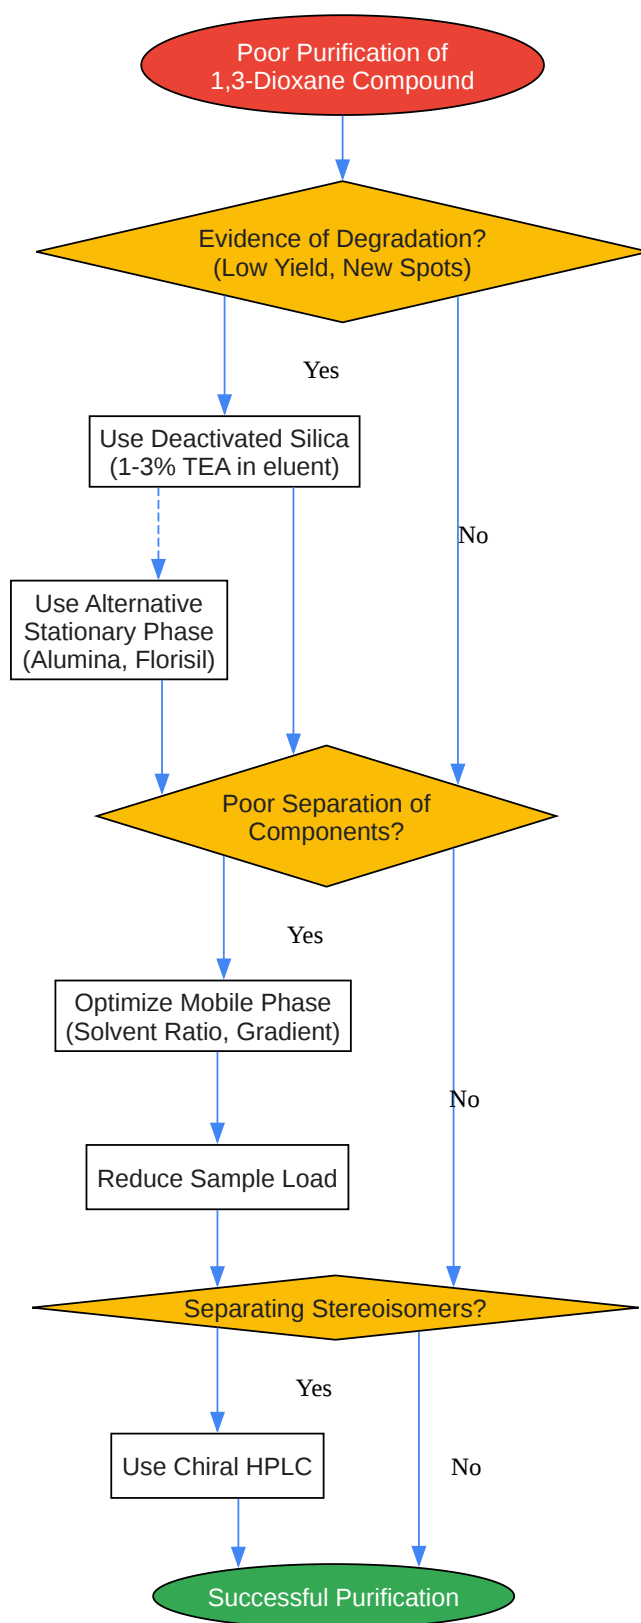 Poor Purification of
1,3-Dioxane Compound
Evidence of Degradation?
(Low Yield, New Spots)
Yes
Use Deactivated Silica
(1-3% TEA in eluent)
No
Use Alternative
Stationary Phase
(Alumina, Florisil)
Poor Separation of
Components?
Yes
Optimize Mobile Phase
(Solvent Ratio, Gradient)
No
Reduce Sample Load
Separating Stereoisomers?
Yes
Use Chiral HPLC
No
Successful Purification